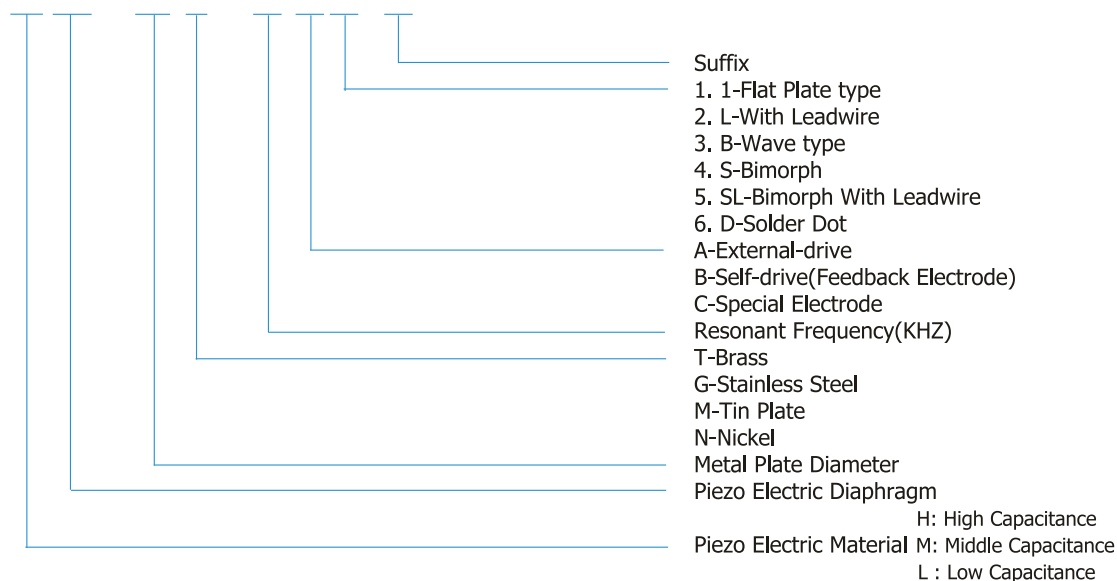 Suffix
1. 1-Flat Plate type
2. L-With Leadwire
3. B-Wave type
4. S-Bimorph
5. SL-Bimorph With Leadwire
6. D-Solder Dot
A-External-drive
B-Self-drive(Feedback Electrode)
C-Special Electrode
Resonant Frequency(KHZ)
T-Brass
G-Stainless Steel
M-Tin Plate
N-Nickel
Metal Plate Diameter
Piezo Electric Diaphragm
H: High Capacitance
Piezo Electric Material M: Middle Capacitance
L : Low Capacitance